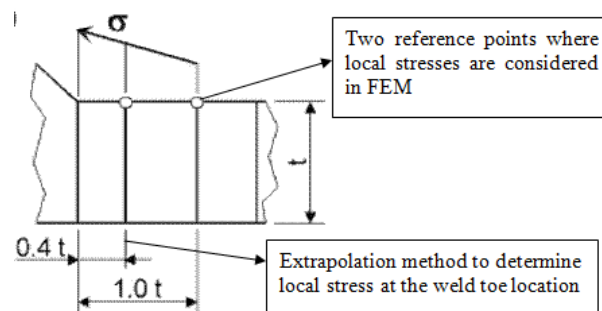 )
σ
Two reference points where
local stresses are considered
in FEM
t
0.4 t
1.0 t
Extrapolation method to determine
local stress at the weld toe location